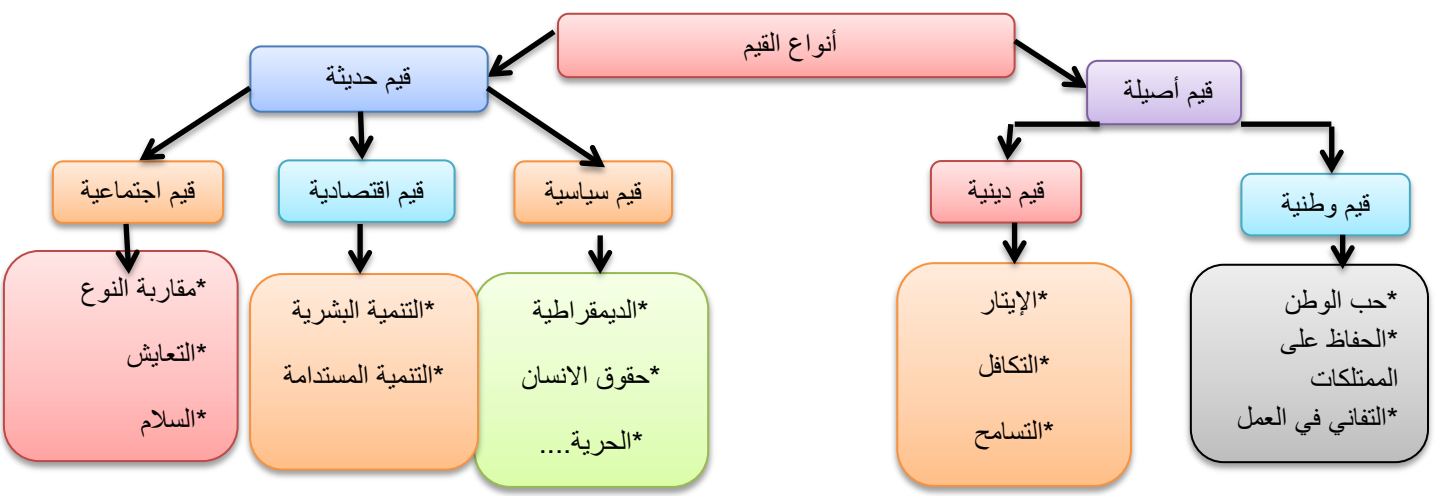 أنواع القيم
قيم أصيلة
قيم حديثة
قيم وطنية
قيم دينية
قيم سياسية
قيم اقتصادية
قيم اجتماعية
*حب الوطن
*الحفاظ على
الممتلكات
*التفاني في العمل
*الإيتار
*التكافل
*التسامح
*الديمقراطية
*حقوق الانسان
*الحرية....
*التنمية البشرية
*التنمية المستدامة
*مقاربة النوع
*التعايش
*السلام